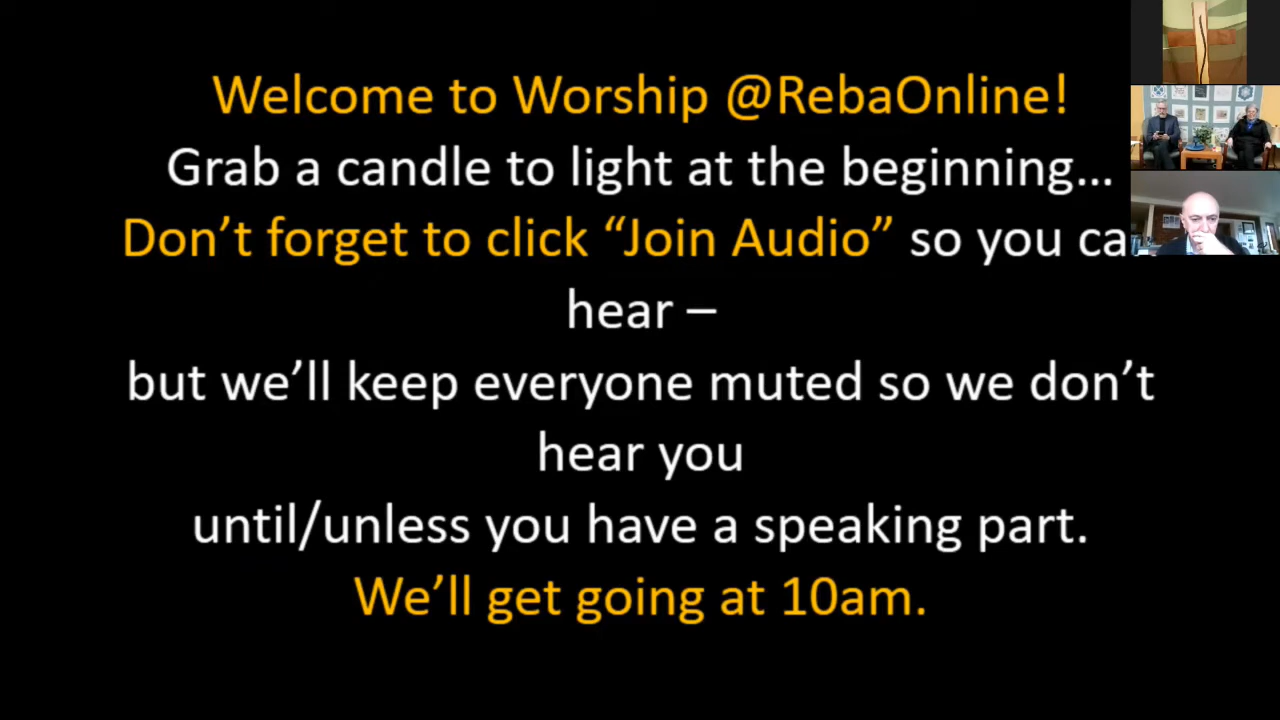 Welcome to Worship @RebaOnline!
Grab a candle to light at the beginning...
Don't forget to click “Join Audio” so you ca
hear –
but we'll keep everyone muted so we don't
hear you
until/unless you have a speaking part.
We'll get going at 10am.